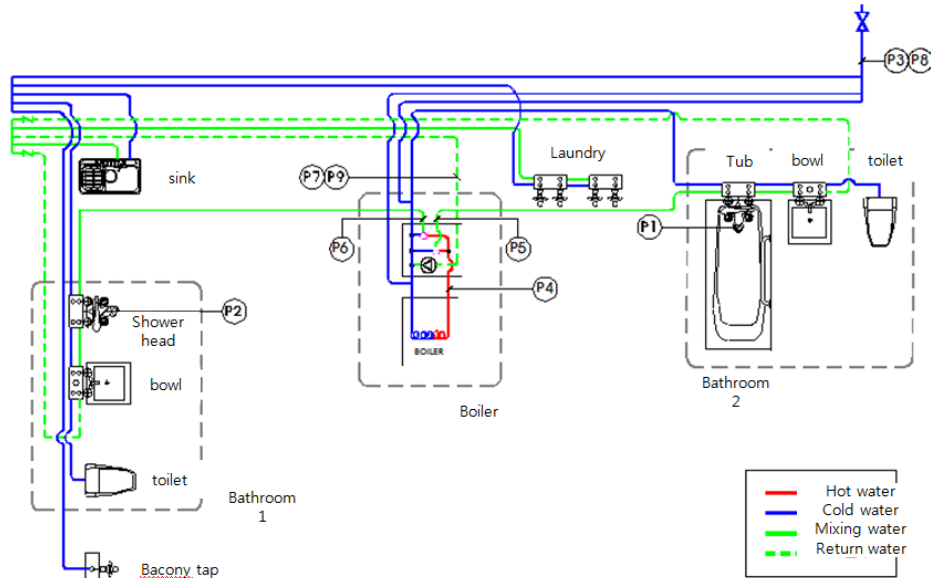 P3 P8
Laundry
Tub
bowl
toilet
sink
P7 P9
P6
P5
P1
P4
P2
Shower
head
BOILER
bowl
Bathroom
2
Boiler
toilet
Bathroom
1
Bacony tap
Hot water
Cold water
Mixing water
Return water